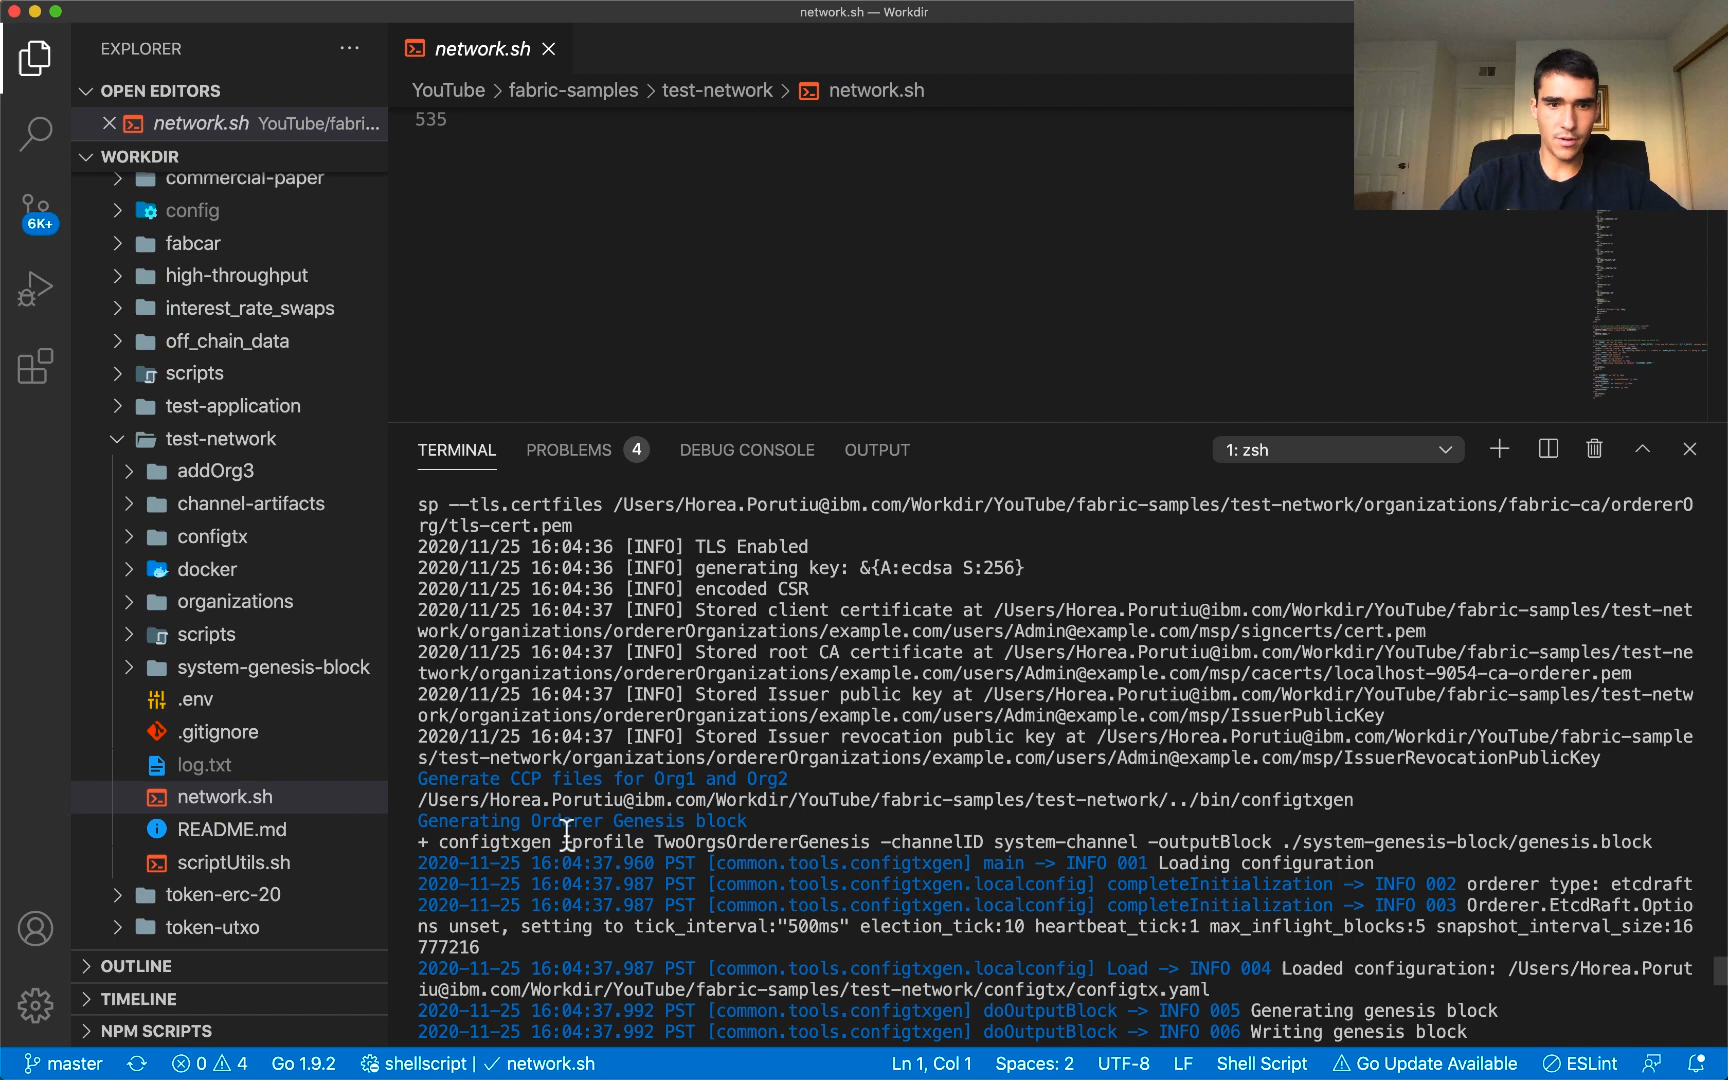 network.sh — Workdir
EXPLORER
OPEN EDITORS
network.sh YouTube/fabri...
WORKDIR
commercial-paper
config
fabcar
high-throughput
interest_rate_swaps
off_chain_data
scripts
test-application
test-network
addOrg3
channel-artifacts
configtx
docker
organizations
scripts
system-genesis-block
.env
.gitignore
log.txt
network.sh
README.md
scriptUtils.sh
token-erc-20
token-utxo
OUTLINE
TIMELINE
NPM SCRIPTS
6K+
network.sh
YouTube > fabric-samples > test-network > network.sh
535
TERMINAL PROBLEMS 4 DEBUG CONSOLE OUTPUT 1: zsh
sp --tls.certfiles /Users/Horea.Porutiu@ibm.com/Workdir/YouTube/fabric-samples/test-network/organizations/fabric-ca/ordererO
rg/tls-cert.pem
2020/11/25 16:04:36 [INFO] TLS Enabled
2020/11/25 16:04:36 [INFO] generating key: &{A:ecdsa S:256}
2020/11/25 16:04:36 [INFO] encoded CSR
2020/11/25 16:04:37 [INFO] Stored client certificate at /Users/Horea.Porutiu@ibm.com/Workdir/YouTube/fabric-samples/test-net
work/organizations/ordererOrganizations/example.com/users/Admin@example.com/msp/signcerts/cert.pem
2020/11/25 16:04:37 [INFO] Stored root CA certificate at /Users/Horea.Porutiu@ibm.com/Workdir/YouTube/fabric-samples/test-ne
twork/organizations/ordererOrganizations/example.com/users/Admin@example.com/msp/cacerts/localhost-9054-ca-orderer.pem
2020/11/25 16:04:37 [INFO] Stored Issuer public key at /Users/Horea.Porutiu@ibm.com/Workdir/YouTube/fabric-samples/test-netw
ork/organizations/ordererOrganizations/example.com/users/Admin@example.com/msp/IssuerPublicKey
2020/11/25 16:04:37 [INFO] Stored Issuer revocation public key at /Users/Horea.Porutiu@ibm.com/Workdir/YouTube/fabric-sample
s/test-network/organizations/ordererOrganizations/example.com/users/Admin@example.com/msp/IssuerRevocationPublicKey
Generate CCP files for Org1 and Org2
/Users/Horea.Porutiu@ibm.com/Workdir/YouTube/fabric-samples/test-network/../bin/configtxgen
Generating Orderer Genesis block
+ configtxgen -profile TwoOrgsOrdererGenesis -channelID system-channel -outputBlock ./system-genesis-block/genesis.block
2020-11-25 16:04:37.960 PST [common.tools.configtxgen] main -> INFO 001 Loading configuration
2020-11-25 16:04:37.987 PST [common.tools.configtxgen.localconfig] completeInitialization -> INFO 002 orderer type: etcdraft
2020-11-25 16:04:37.987 PST [common.tools.configtxgen.localconfig] completeInitialization -> INFO 003 Orderer.EtcdRaft.Optio
ns unset, setting to tick_interval:"500ms" election_tick:10 heartbeat_tick:1 max_inflight_blocks:5 snapshot_interval_size:16
777216
2020-11-25 16:04:37.987 PST [common.tools.configtxgen.localconfig] Load -> INFO 004 Loaded configuration: /Users/Horea.Porut
iu@ibm.com/Workdir/YouTube/fabric-samples/test-network/configtx/configtx.yaml
2020-11-25 16:04:37.992 PST [common.tools.configtxgen] doOutputBlock -> INFO 005 Generating genesis block
2020-11-25 16:04:37.992 PST [common.tools.configtxgen] doOutputBlock -> INFO 006 Writing genesis block
master 0 4 Go 1.9.2 shellscript | ✓ network.sh Ln 1, Col 1 Spaces: 2 UTF-8 LF Shell Script Go Update Available ESLint